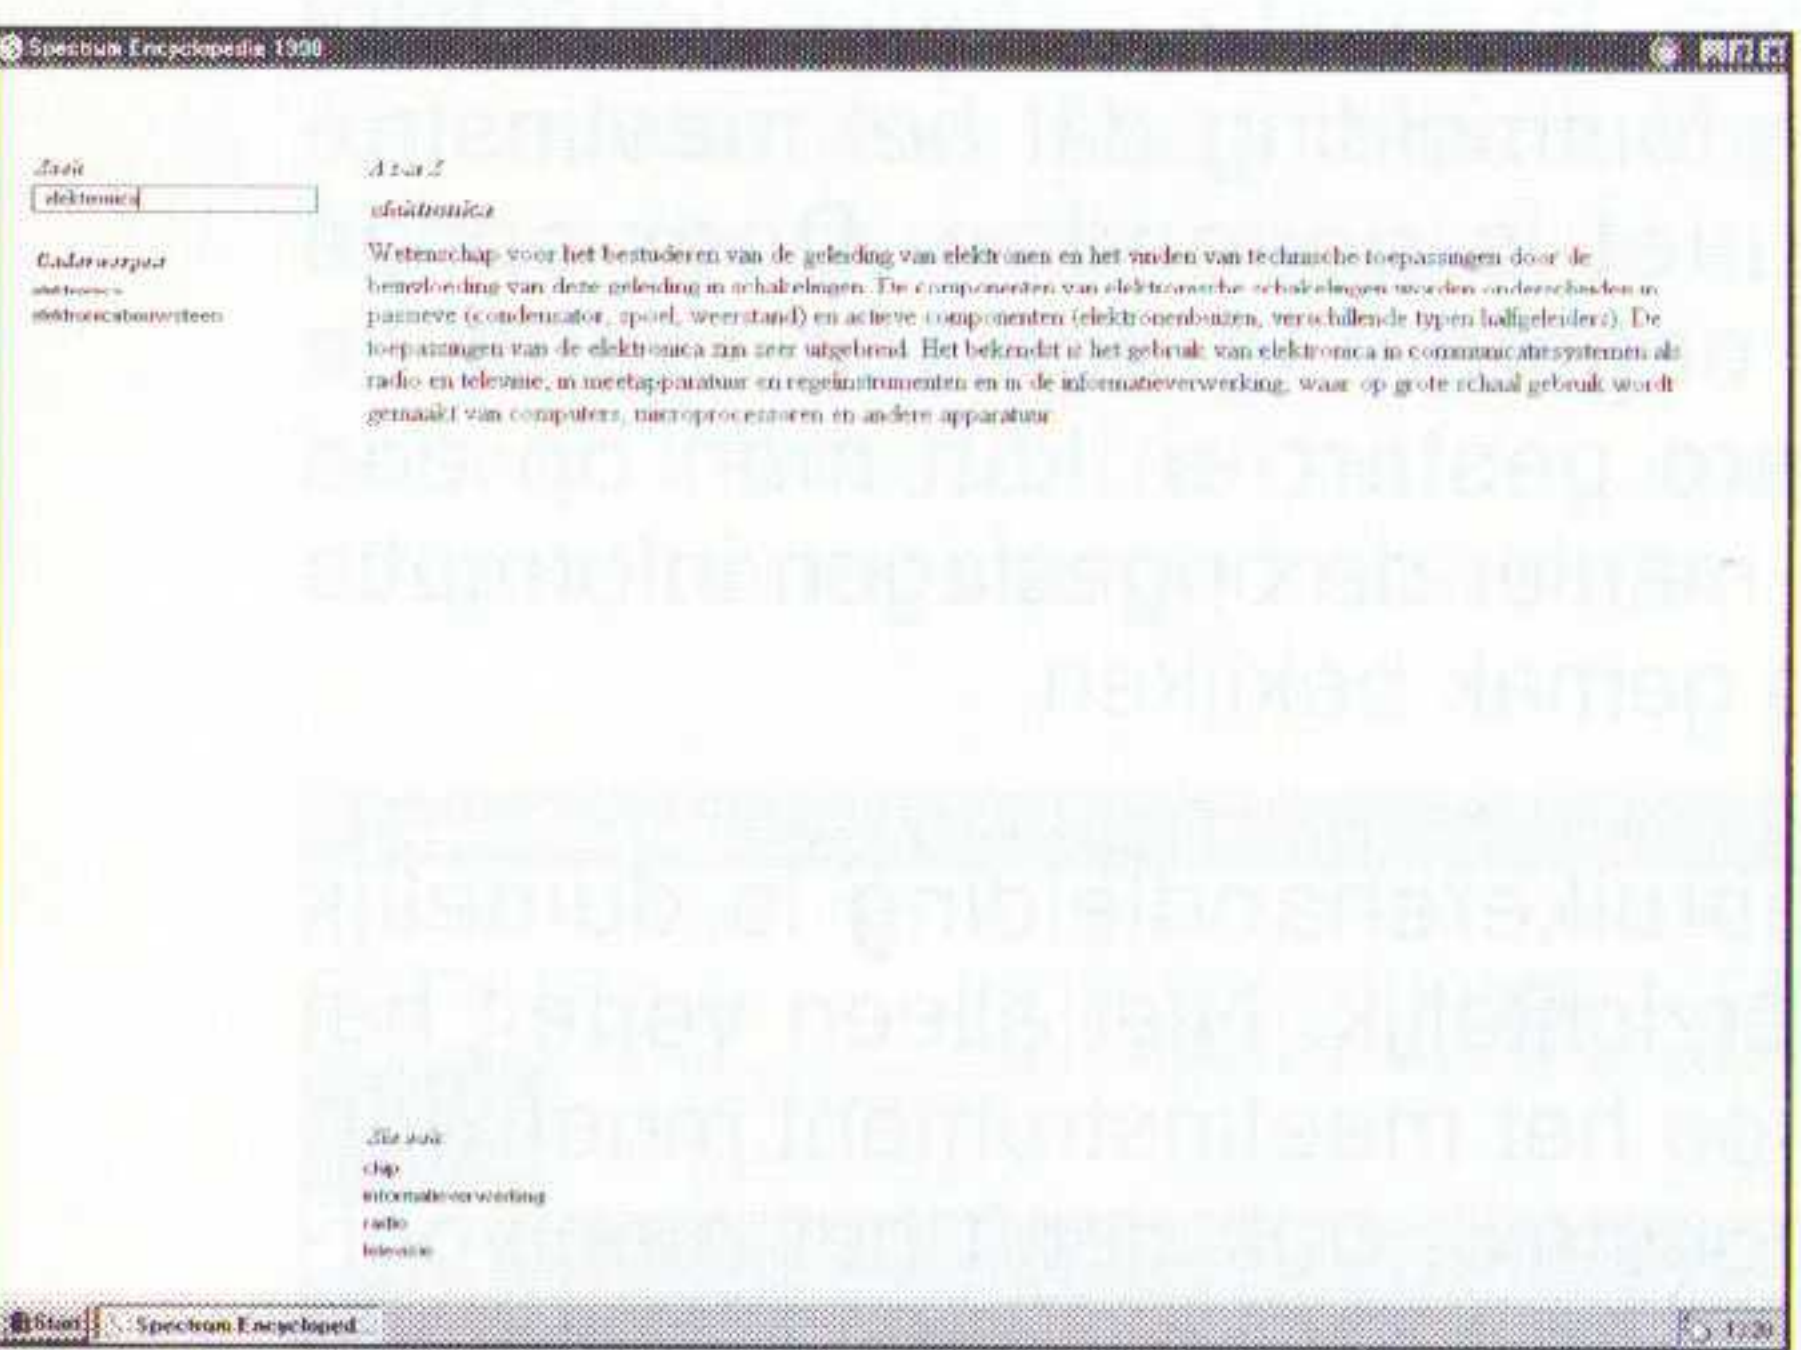 Spectrum Encyclopedie 1998
Zoek
elektronica
Onderwerpen
elektronica
elektronicabouwsteen
A tot Z
elektronica
Wetenschap voor het bestuderen van de geleiding van elektronen en het vinden van technische toepassingen door de
beïnvloeding van deze geleiding in schakelingen. De componenten van elektronische schakelingen worden onderscheiden in
passieve (condensator, spoel, weerstand) en actieve componenten (elektronenbuizen, verschillende typen halfgeleiders). De
toepassingen van de elektronica zijn zeer uitgebreid. Het bekendst is het gebruik van elektronica in communicatiesystemen als
radio en televisie, in meetapparatuur en regelinstrumenten en in de informatieverwerking, waar op grote schaal gebruik wordt
gemaakt van computers, microprocessoren en andere apparatuur.
Zie ook
chip
informatieverwerking
radio
televisie
Start
Spectrum Encycloped...